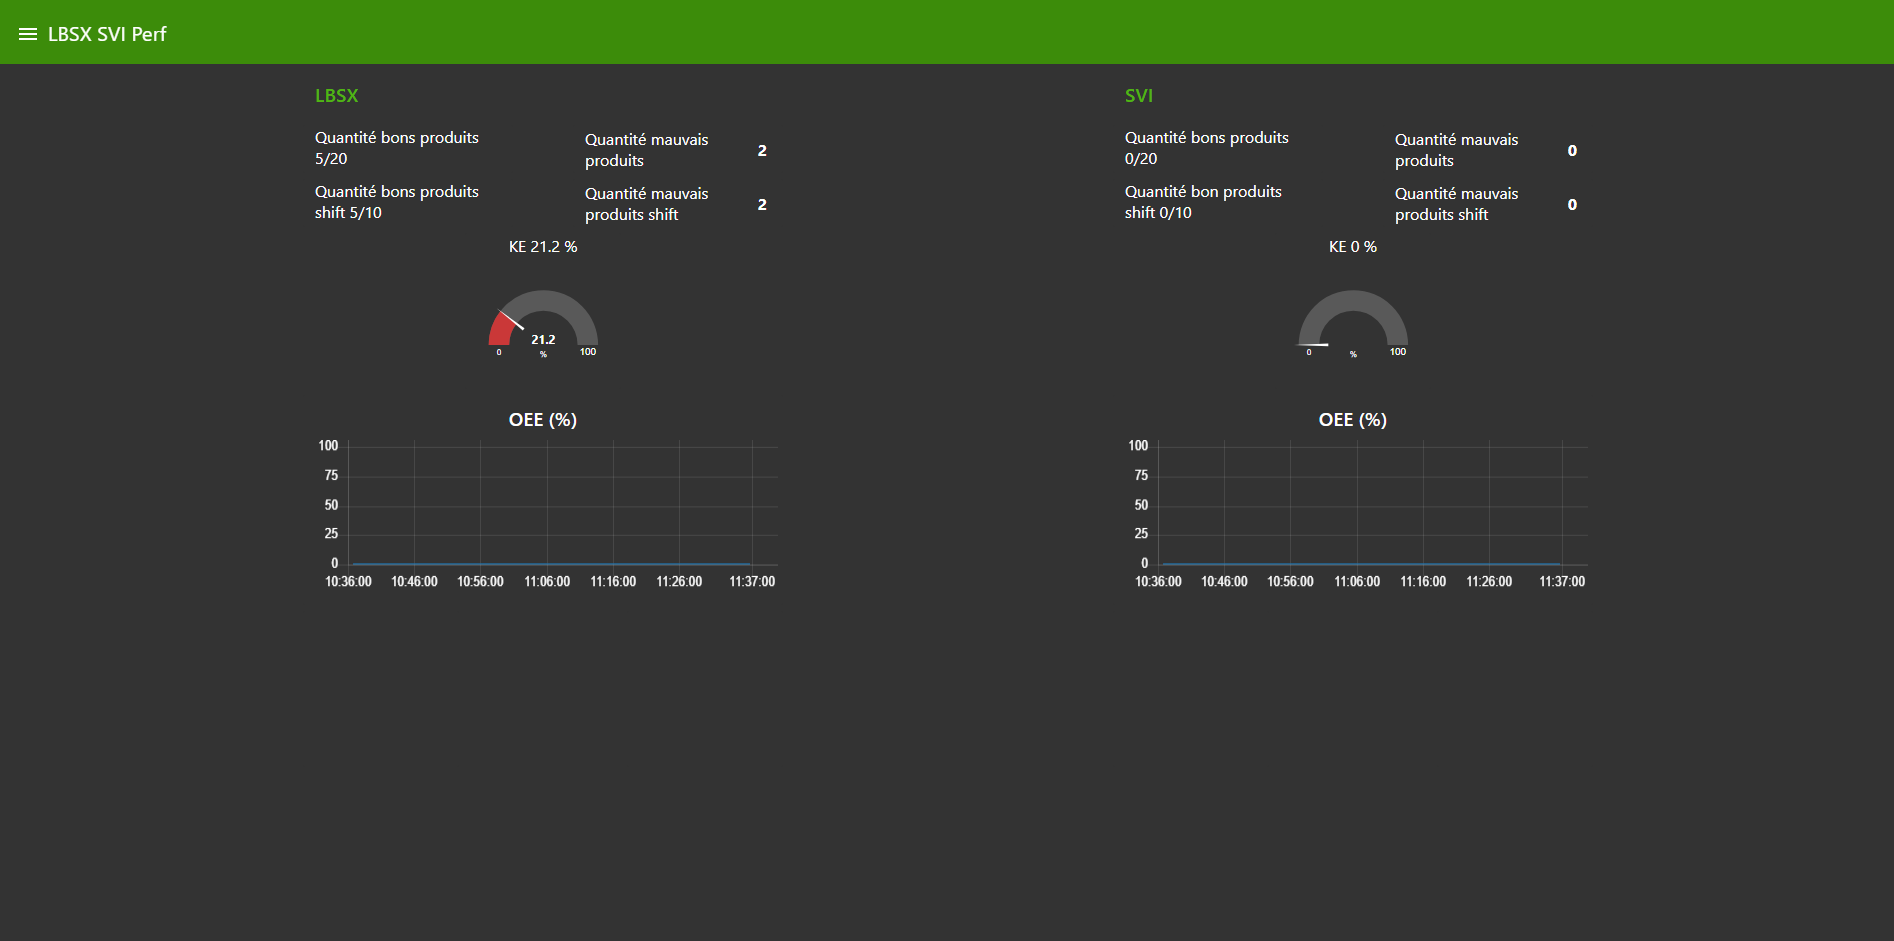 LBSX SVI Perf
LBSX
Quantité bons produits
5/20
Quantité mauvais
produits
2
Quantité bons produits
shift 5/10
Quantité mauvais
produits shift
2
KE 21.2 %
21.2
0
%
100
OEE (%)
100
75
50
25
0
10:36:00 10:46:00 10:56:00 11:06:00 11:16:00 11:26:00 11:37:00
SVI
Quantité bons produits
0/20
Quantité mauvais
produits
0
Quantité bon produits
shift 0/10
Quantité mauvais
produits shift
0
KE 0 %
0
%
100
OEE (%)
100
75
50
25
0
10:36:00 10:46:00 10:56:00 11:06:00 11:16:00 11:26:00 11:37:00